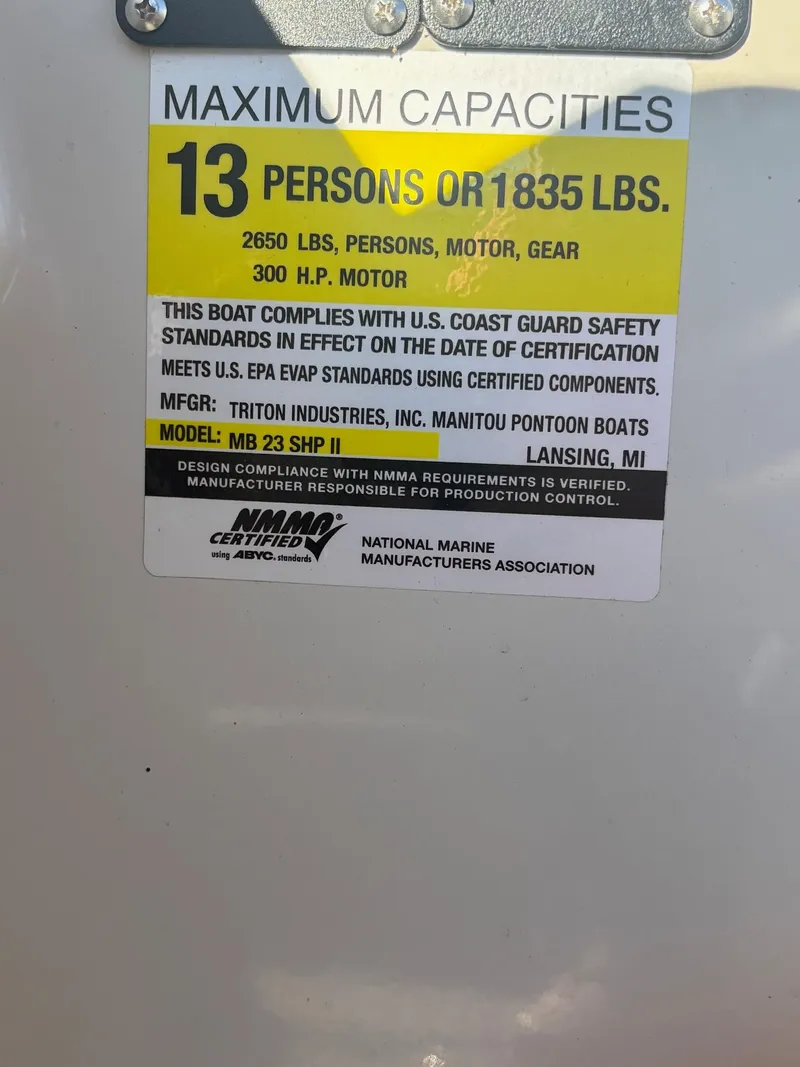 MAXIMUM CAPACITIES
13 PERSONS OR 1835 LBS.
2650 LBS, PERSONS, MOTOR, GEAR
300 H.P. MOTOR
THIS BOAT COMPLIES WITH U.S. COAST GUARD SAFETY
STANDARDS IN EFFECT ON THE DATE OF CERTIFICATION
MEETS U.S. EPA EVAP STANDARDS USING CERTIFIED COMPONENTS.
MFGR: TRITON INDUSTRIES, INC. MANITOU PONTOON BOATS
MODEL: MB 23 SHP II LANSING, MI
DESIGN COMPLIANCE WITH NMMA REQUIREMENTS IS VERIFIED.
MANUFACTURER RESPONSIBLE FOR PRODUCTION CONTROL.
NMMA®
CERTIFIED
using ABYC. standards
NATIONAL MARINE
MANUFACTURERS ASSOCIATION